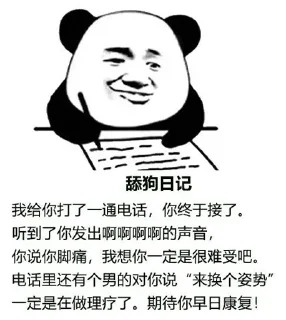 舔狗日记
我给你打了一通电话，你终于接了。
听到了你发出啊啊啊啊的声音，
你说你脚痛，我想你一定是很难受吧。
电话里还有个男的对你说“来换个姿势”
一定是在做理疗了。期待你早日康复！